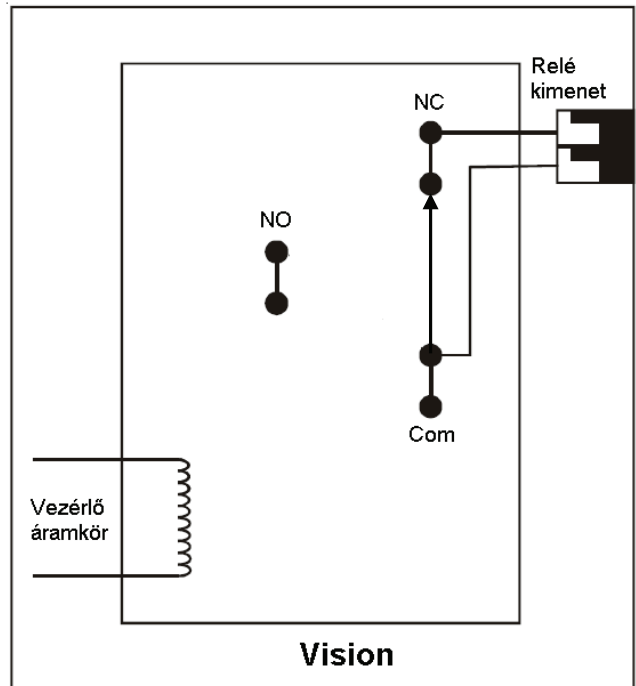 Relé
kimenet
NC
NO
Com
Vezérlő
áramkör
Vision